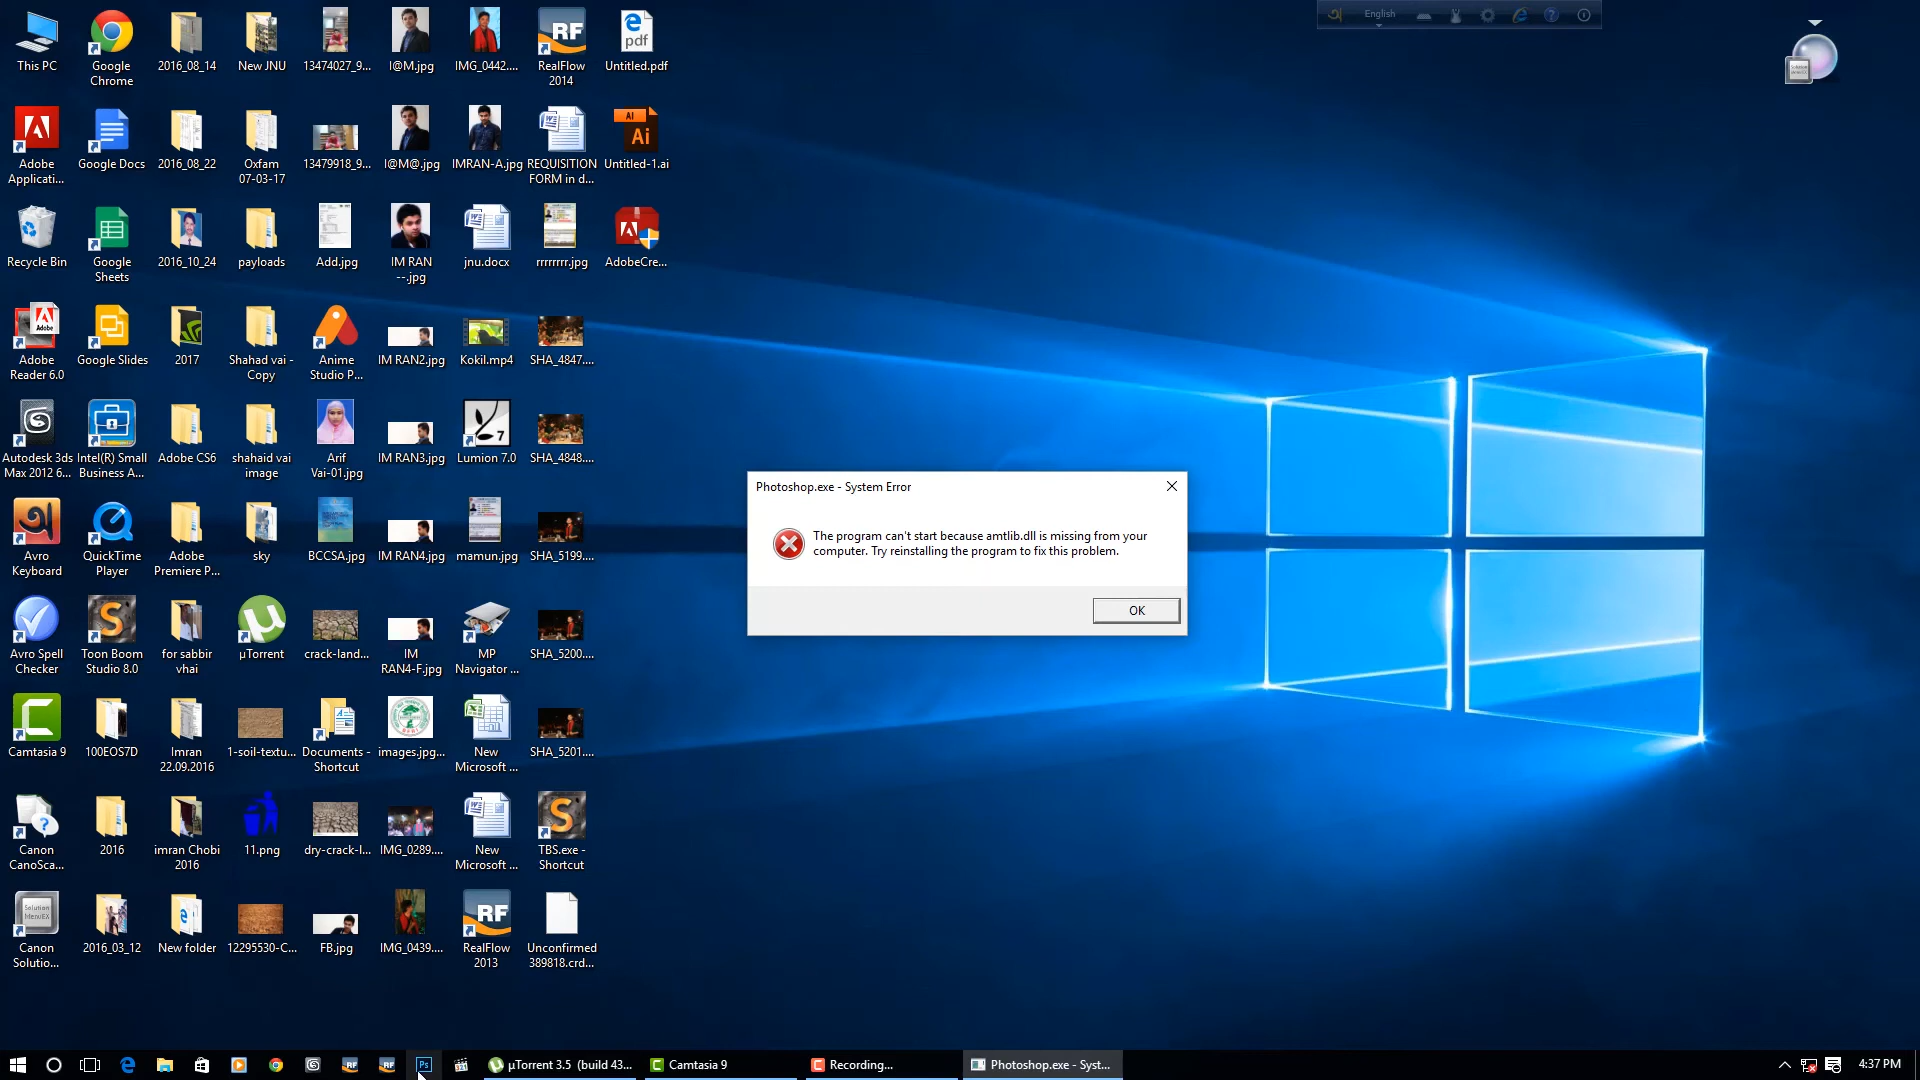 English
This PC
Google
Chrome
2016_08_14
New JNU
13474027_9...
I@M.jpg
IMG_0442....
RealFlow
2014
Untitled.pdf
Adobe
Applicati...
Google Docs
2016_08_22
Oxfam
07-03-17
13479918_9...
I@M@.jpg
IMRAN-A.jpg
REQUISITION
FORM in d...
Untitled-1.ai
Recycle Bin
Google
Sheets
2016_10_24
payloads
Add.jpg
IM RAN
--.jpg
jnu.docx
rrrrrrrr.jpg
AdobeCre...
Adobe
Reader 6.0
Google Slides
2017
Shahad vai -
Copy
Anime
Studio P...
IM RAN2.jpg
Kokil.mp4
SHA_4847....
Autodesk 3ds
Max 2012 6...
Intel(R) Small
Business A...
Adobe CS6
shahaid vai
image
Arif
Vai-01.jpg
IM RAN3.jpg
Lumion 7.0
SHA_4848....
Photoshop.exe - System Error
The program can't start because amtlib.dll is missing from your
computer. Try reinstalling the program to fix this problem.
OK
Avro
Keyboard
QuickTime
Player
Adobe
Premiere P...
sky
BCCSA.jpg
IM RAN4.jpg
mamun.jpg
SHA_5199....
Avro Spell
Checker
Toon Boom
Studio 8.0
for sabbir
vhai
µTorrent
crack-land...
IM
RAN4-F.jpg
MP
Navigator ...
SHA_5200....
Camtasia 9
100EOS7D
Imran
22.09.2016
1-soil-textu...
Documents -
Shortcut
images.jpg...
New
Microsoft ...
SHA_5201....
Canon
CanoSca...
2016
imran Chobi
2016
11.png
dry-crack-l...
IMG_0289....
New
Microsoft ...
TBS.exe -
Shortcut
Canon
Solutio...
2016_03_12
New folder
12295530-C...
FB.jpg
IMG_0439....
RealFlow
2013
Unconfirmed
389818.crd...
µTorrent 3.5 (build 43...
Camtasia 9
Recording...
Photoshop.exe - Syst...
4:37 PM